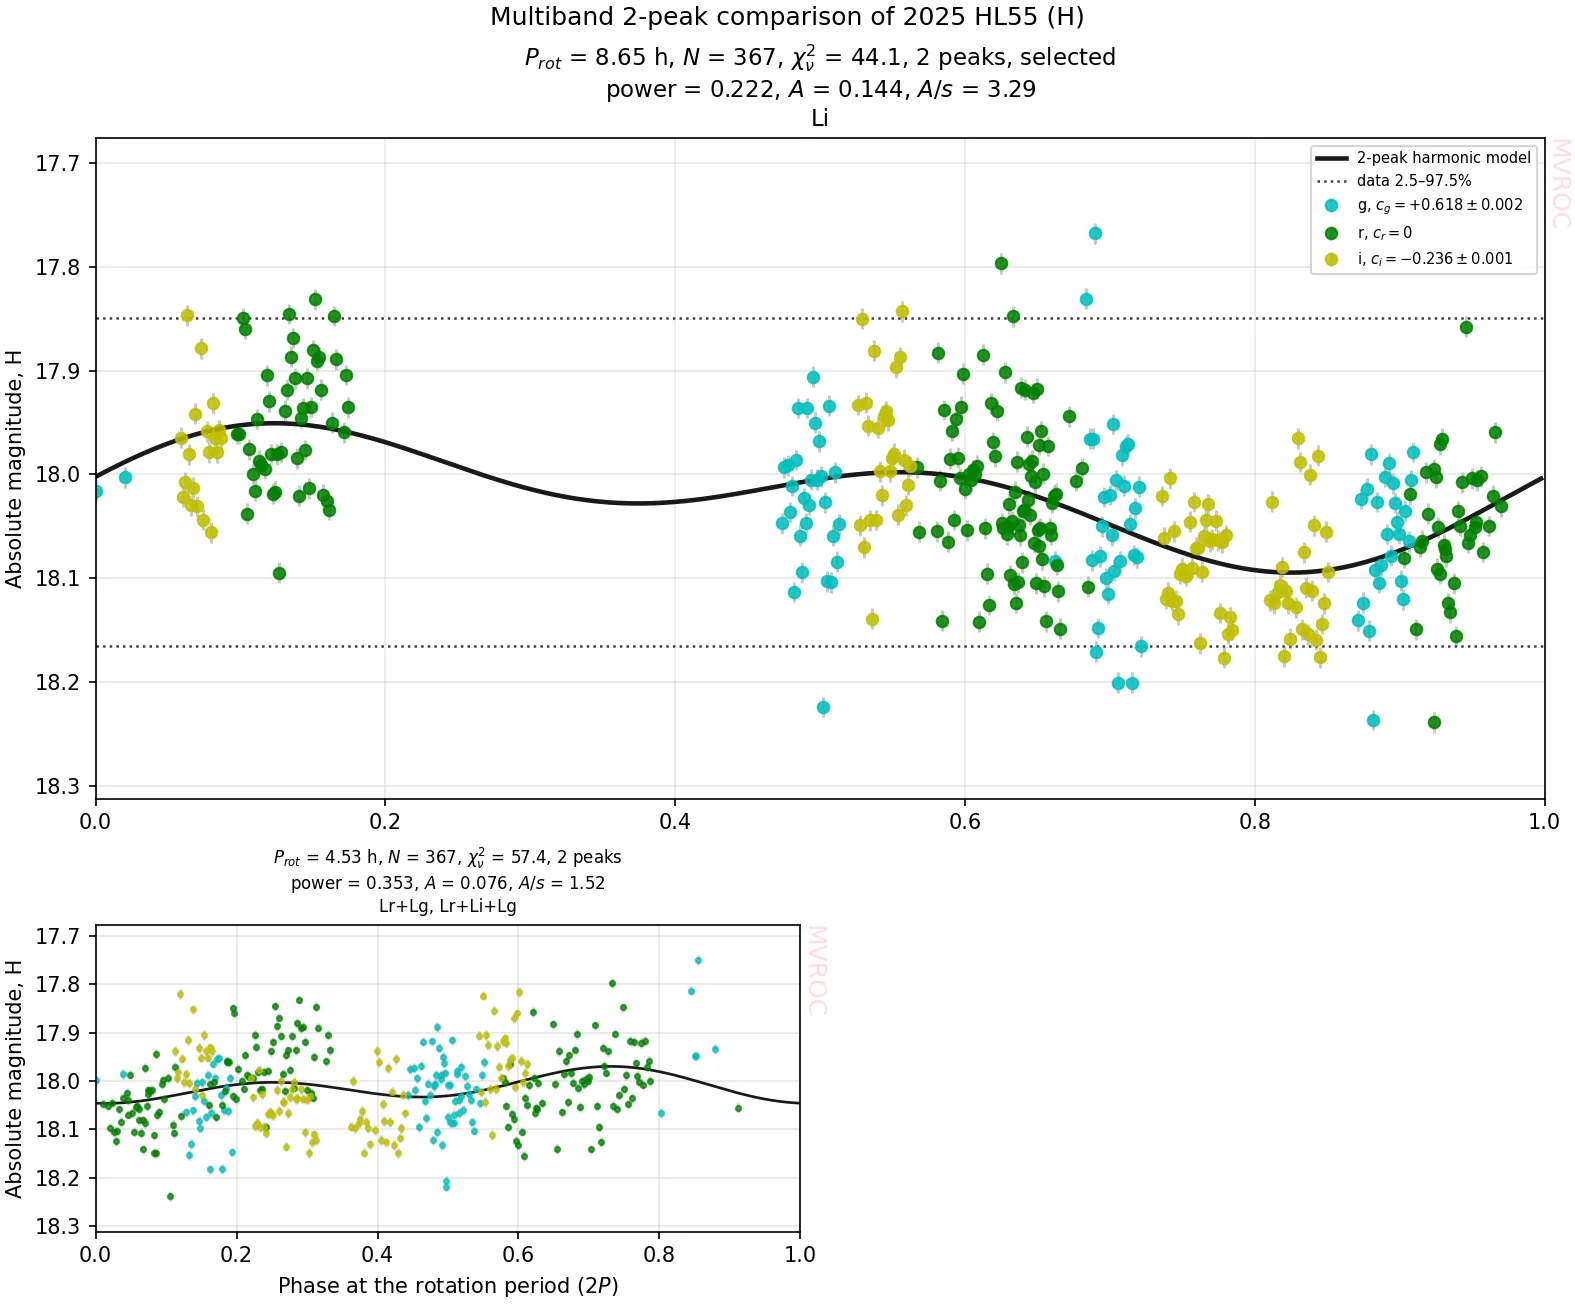 Multiband 2-peak comparison of 2025 HL55 (H)
P_rot = 8.65 h, N = 367, χ²_ν = 44.1, 2 peaks, selected
power = 0.222, A = 0.144, A/s = 3.29
Li
Absolute magnitude, H
17.7
17.8
17.9
18.0
18.1
18.2
18.3
0.0 0.2 0.4 0.6 0.8 1.0
2-peak harmonic model
data 2.5–97.5%
g, c_g = +0.618 ± 0.002
r, c_r = 0
i, c_i = −0.236 ± 0.001
MVROC
P_rot = 4.53 h, N = 367, χ²_ν = 57.4, 2 peaks
power = 0.353, A = 0.076, A/s = 1.52
Lr+Lg, Lr+Li+Lg
Absolute magnitude, H
17.7
17.8
17.9
18.0
18.1
18.2
18.3
0.0 0.2 0.4 0.6 0.8 1.0
Phase at the rotation period (2P)
MVROC